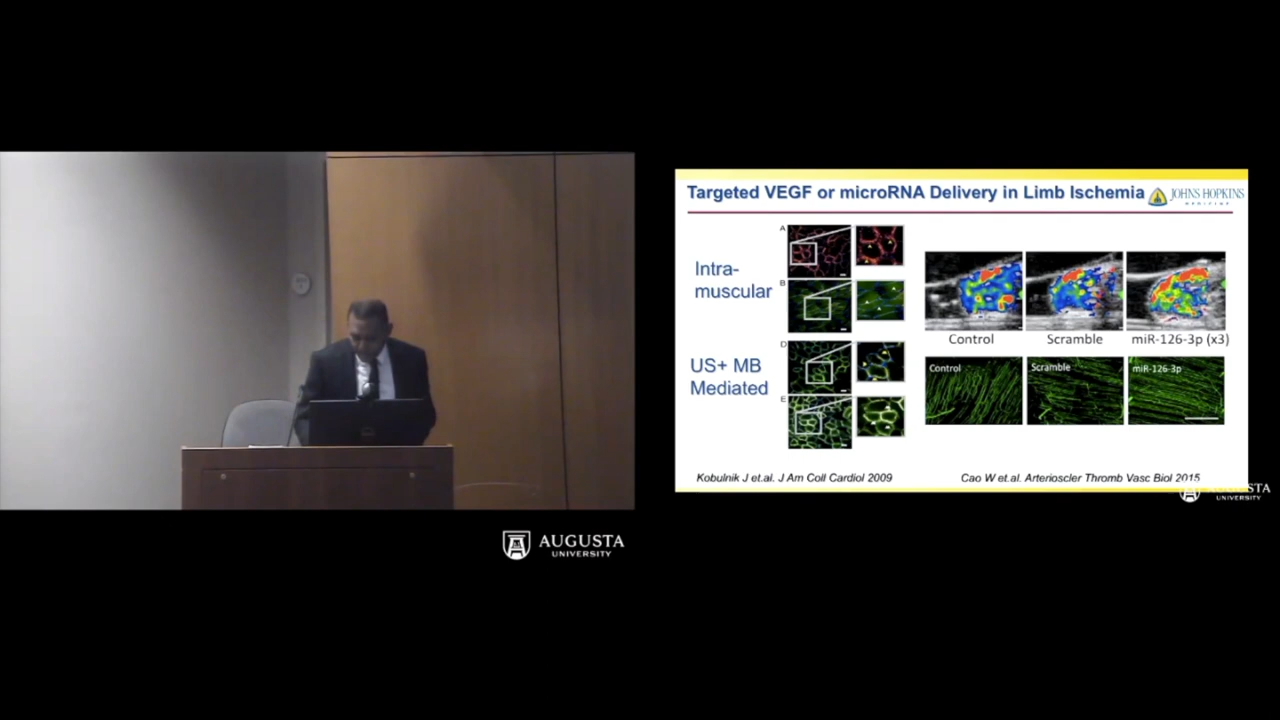 Targeted VEGF or microRNA Delivery in Limb Ischemia
JOHNS HOPKINS
MEDICINE
A
Intra-
muscular
B
Control
Scramble
miR-126-3p (x3)
D
US+ MB
Mediated
E
Control
Scramble
miR-126-3p
Kobulnik J et.al. J Am Coll Cardiol 2009
Cao W et.al. Arterioscler Thromb Vasc Biol 2015
AUGUSTA
UNIVERSITY
AUGUSTA
UNIVERSITY